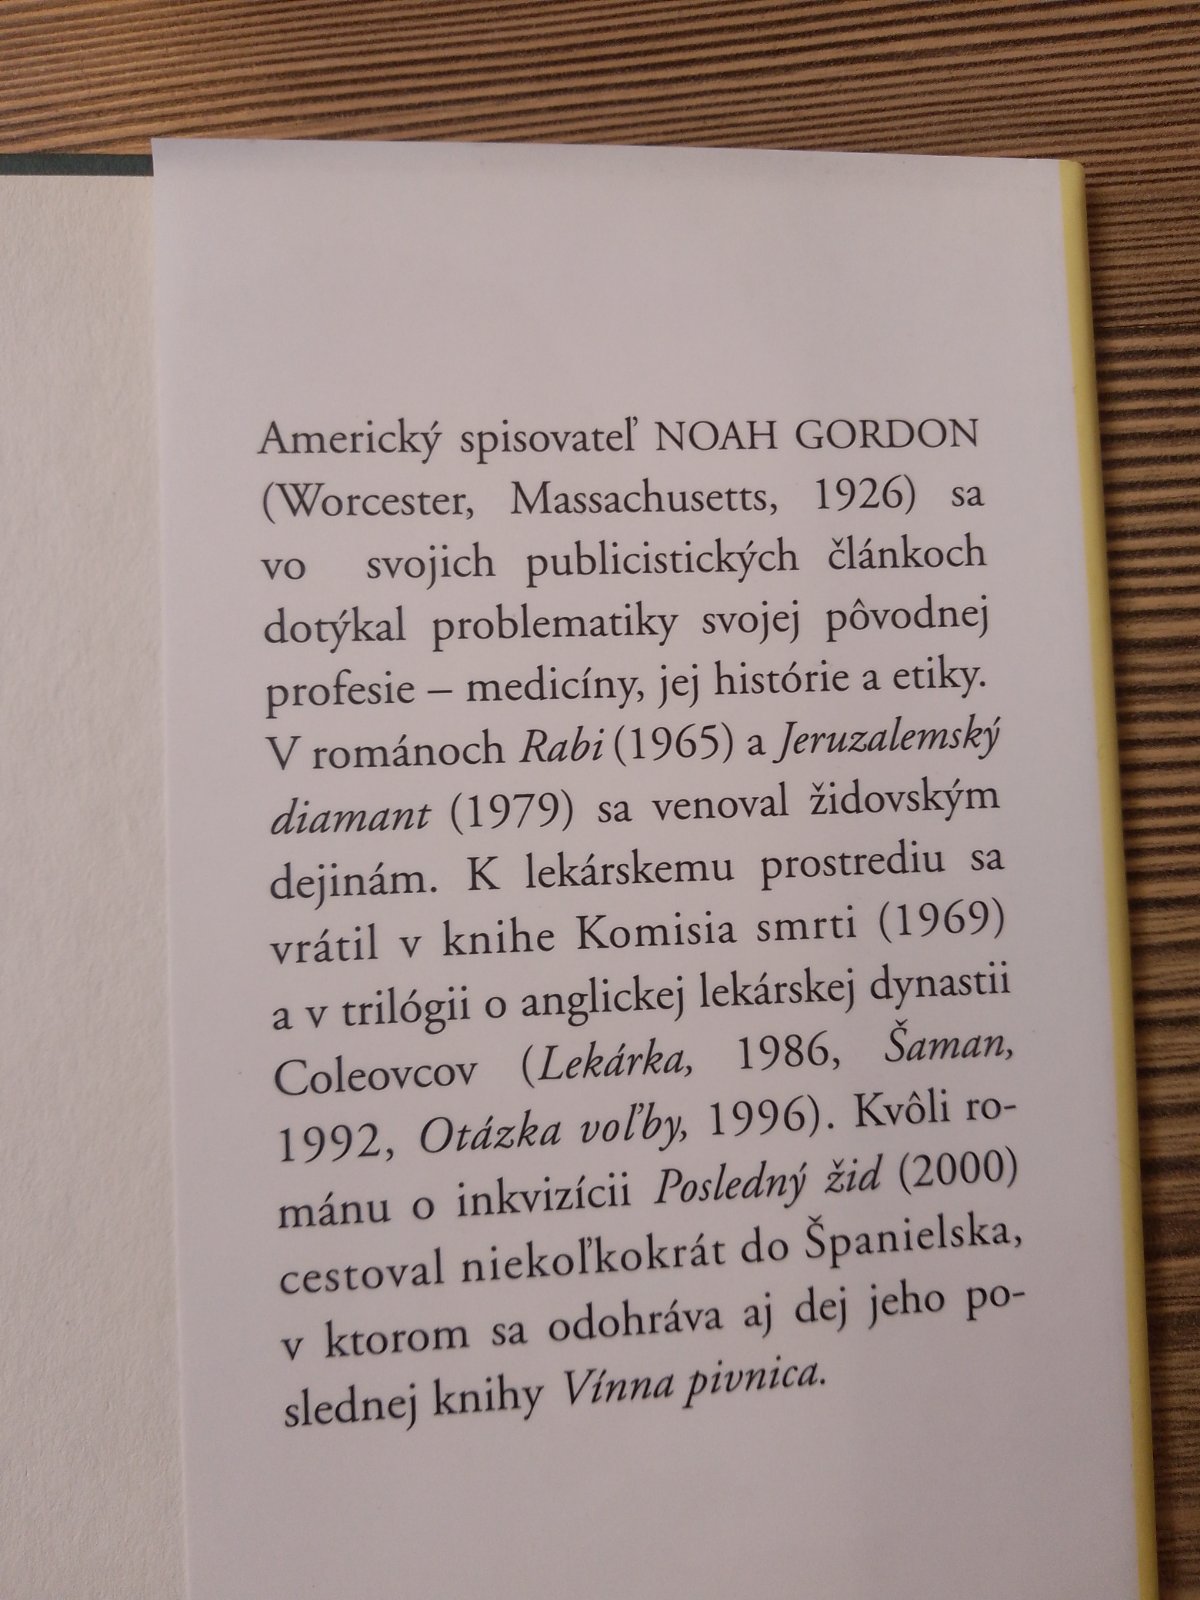 Americký spisovateľ NOAH GORDON
(Worcester, Massachusetts, 1926) sa
vo svojich publicistických článkoch
dotýkal problematiky svojej pôvodnej
profesie – medicíny, jej histórie a etiky.
V románoch Rabi (1965) a Jeruzalemský
diamant (1979) sa venoval židovským
dejinám. K lekárskemu prostrediu sa
vrátil v knihe Komisia smrti (1969)
a v trilógii o anglickej lekárskej dynastii
Coleovcov (Lekárka, 1986, Šaman,
1992, Otázka voľby, 1996). Kvôli ro-
mánu o inkvizícii Posledný žid (2000)
cestoval niekoľkokrát do Španielska,
v ktorom sa odohráva aj dej jeho po-
slednej knihy Vínna pivnica.